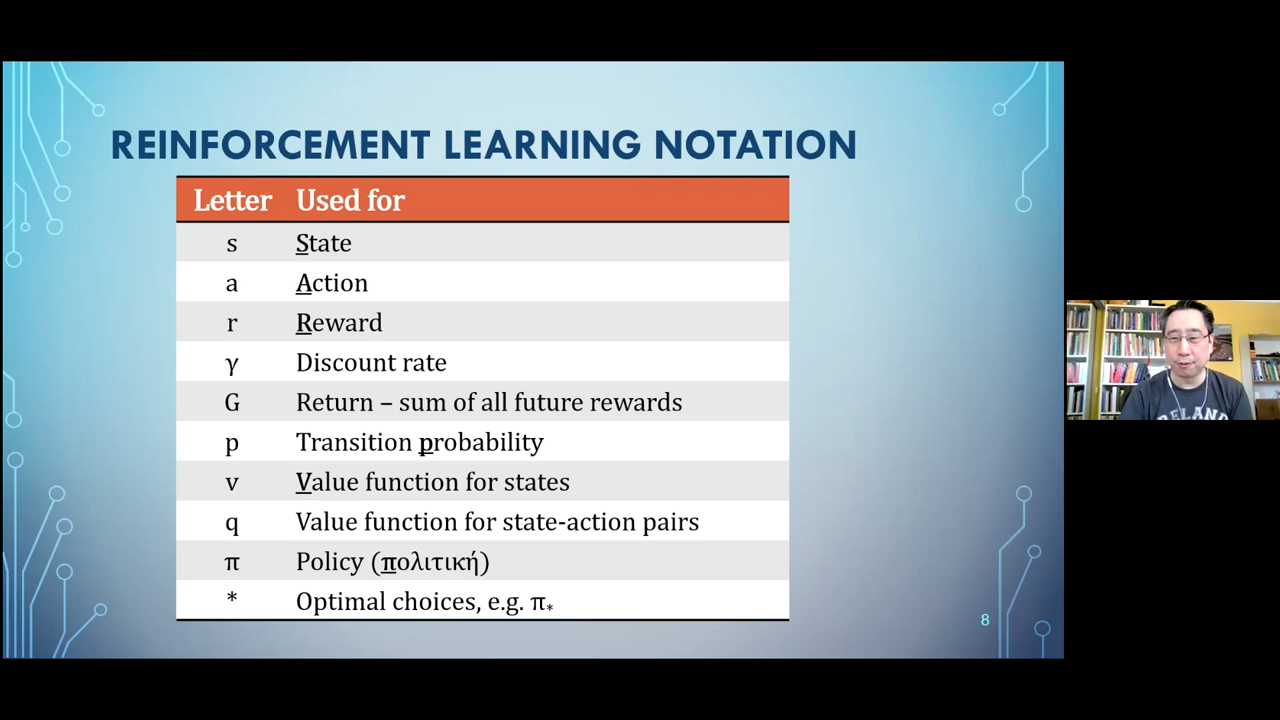 REINFORCEMENT LEARNING NOTATION
Letter Used for
s State
a Action
r Reward
γ Discount rate
G Return – sum of all future rewards
p Transition probability
v Value function for states
q Value function for state-action pairs
π Policy (πολιτική)
* Optimal choices, e.g. π*
8